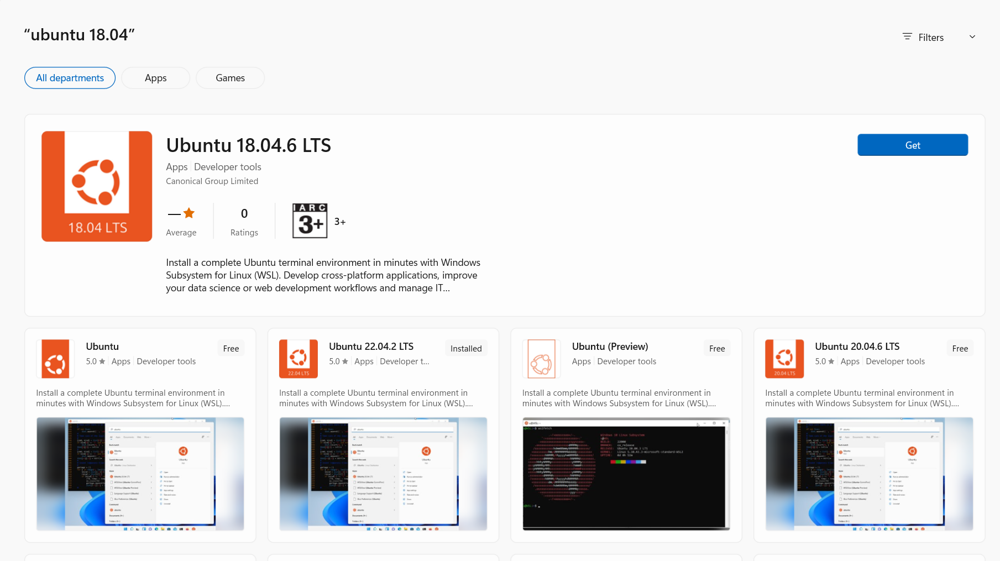 “ubuntu 18.04”
Filters
All departments
Apps
Games
18.04 LTS
Ubuntu 18.04.6 LTS
Apps Developer tools
Canonical Group Limited
— 
Average
0
Ratings
IARC
3+
3+
Get
Install a complete Ubuntu terminal environment in minutes with Windows
Subsystem for Linux (WSL). Develop cross-platform applications, improve
your data science or web development workflows and manage IT...
Ubuntu
Free
5.0 ★ Apps Developer tools
Install a complete Ubuntu terminal environment in
minutes with Windows Subsystem for Linux (WSL)....
22.04 LTS
Ubuntu 22.04.2 LTS
Installed
5.0 ★ Apps Developer t...
Install a complete Ubuntu terminal environment in
minutes with Windows Subsystem for Linux (WSL)....
Ubuntu (Preview)
Free
Apps Developer tools
Install a complete Ubuntu terminal environment in
minutes with Windows Subsystem for Linux (WSL)....
20.04 LTS
Ubuntu 20.04.6 LTS
Free
5.0 ★ Apps Developer tools
Install a complete Ubuntu terminal environment in
minutes with Windows Subsystem for Linux (WSL)....